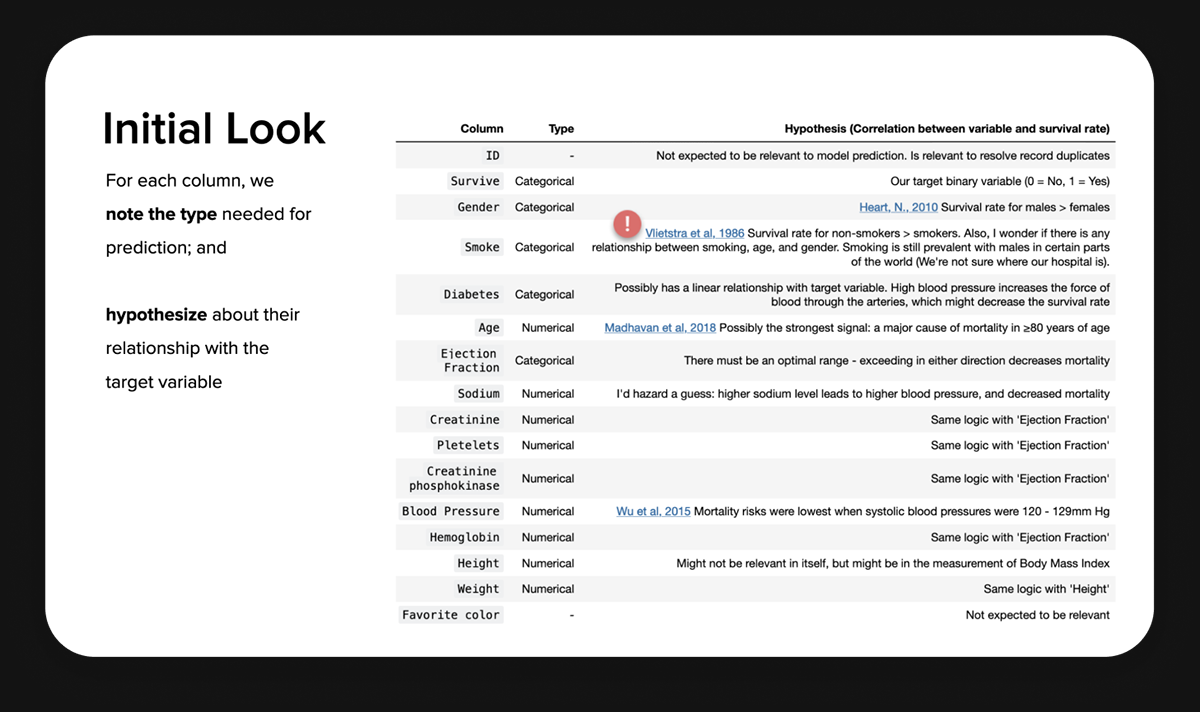 Initial Look
For each column, we
note the type needed for
prediction; and
hypothesize about their
relationship with the
target variable
Column Type Hypothesis (Correlation between variable and survival rate)
ID - Not expected to be relevant to model prediction. Is relevant to resolve record duplicates
Survive Categorical Our target binary variable (0 = No, 1 = Yes)
Gender Categorical Heart, N., 2010 Survival rate for males > females
!
Vlietstra et al, 1986 Survival rate for non-smokers > smokers. Also, I wonder if there is any
Smoke Categorical relationship between smoking, age, and gender. Smoking is still prevalent with males in certain parts
of the world (We're not sure where our hospital is).
Diabetes Categorical Possibly has a linear relationship with target variable. High blood pressure increases the force of
blood through the arteries, which might decrease the survival rate
Age Numerical Madhavan et al, 2018 Possibly the strongest signal: a major cause of mortality in ≥80 years of age
Ejection
Fraction Categorical There must be an optimal range - exceeding in either direction decreases mortality
Sodium Numerical I'd hazard a guess: higher sodium level leads to higher blood pressure, and decreased mortality
Creatinine Numerical Same logic with 'Ejection Fraction'
Pletelets Numerical Same logic with 'Ejection Fraction'
Creatinine
phosphokinase Numerical Same logic with 'Ejection Fraction'
Blood Pressure Numerical Wu et al, 2015 Mortality risks were lowest when systolic blood pressures were 120 - 129mm Hg
Hemoglobin Numerical Same logic with 'Ejection Fraction'
Height Numerical Might not be relevant in itself, but might be in the measurement of Body Mass Index
Weight Numerical Same logic with 'Height'
Favorite color - Not expected to be relevant